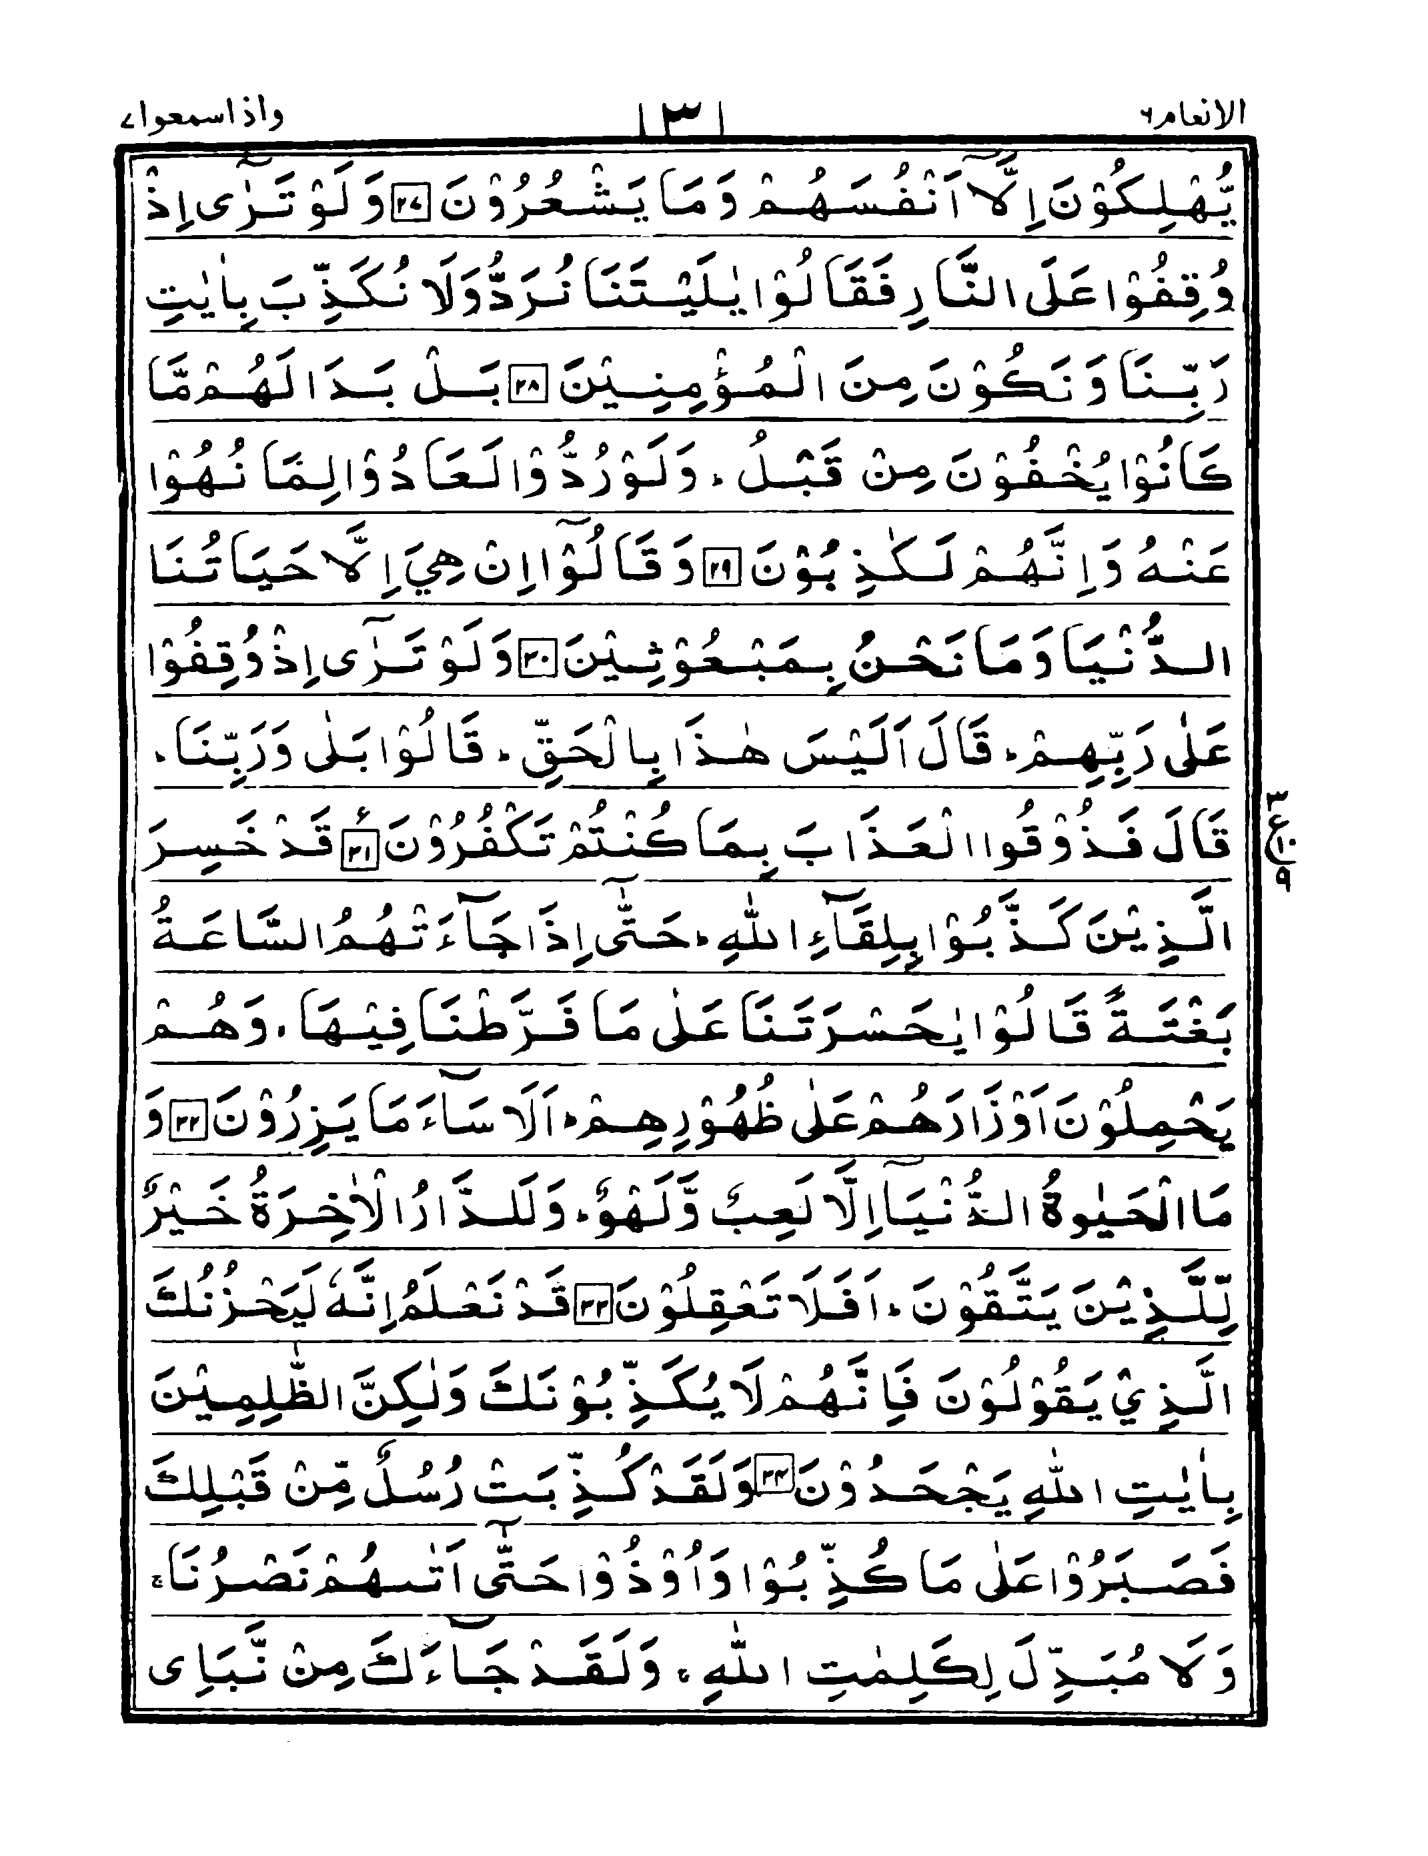 الانعام ٦
١٣١
واذا سمعوا ٧
يُّهْلِكُوْنَ اِلَّاۤ اَنْفُسَهُمْ وَمَا يَشْعُرُوْنَ ٢٧ وَلَوْ تَرٰۤى اِذْ
وُقِفُوْا عَلَى النَّارِ فَقَالُوْا يٰلَيْتَنَا نُرَدُّ وَلَا نُكَذِّبَ بِاٰيٰتِ
رَبِّنَا وَنَكُوْنَ مِنَ الْمُؤْمِنِيْنَ ٢٨ بَلْ بَدَا لَهُمْ مَّا
كَانُوْا يُخْفُوْنَ مِنْ قَبْلُ ؕ وَلَوْ رُدُّوْا لَعَادُوْا لِمَا نُهُوْا
عَنْهُ وَاِنَّهُمْ لَكٰذِبُوْنَ ٢٩ وَقَالُوْۤا اِنْ هِيَ اِلَّا حَيَاتُنَا
الدُّنْيَا وَمَا نَحْنُ بِمَبْعُوْثِيْنَ ٣٠ وَلَوْ تَرٰۤى اِذْ وُقِفُوْا
عَلٰى رَبِّهِمْ ؕ قَالَ اَلَيْسَ هٰذَا بِالْحَقِّ ؕ قَالُوْا بَلٰى وَرَبِّنَا ؕ
قَالَ فَذُوْقُوا الْعَذَابَ بِمَا كُنْتُمْ تَكْفُرُوْنَ ٣١ ع قَدْ خَسِرَ
٣ ع ١٠ ٩
الَّذِيْنَ كَذَّبُوْا بِلِقَآءِ اللّٰهِ ؕ حَتّٰۤى اِذَا جَآءَتْهُمُ السَّاعَةُ
بَغْتَةً قَالُوْا يٰحَسْرَتَنَا عَلٰى مَا فَرَّطْنَا فِيْهَا ۙ وَهُمْ
يَحْمِلُوْنَ اَوْزَارَهُمْ عَلٰى ظُهُوْرِهِمْ ؕ اَلَا سَآءَ مَا يَزِرُوْنَ ٣٢ وَ
مَا الْحَيٰوةُ الدُّنْيَاۤ اِلَّا لَعِبٌ وَّلَهْوٌ ؕ وَلَلدَّارُ الْاٰخِرَةُ خَيْرٌ
لِّلَّذِيْنَ يَتَّقُوْنَ ؕ اَفَلَا تَعْقِلُوْنَ ٣٣ قَدْ نَعْلَمُ اِنَّهٗ لَيَحْزُنُكَ
الَّذِيْ يَقُوْلُوْنَ فَاِنَّهُمْ لَا يُكَذِّبُوْنَكَ وَلٰكِنَّ الظّٰلِمِيْنَ
بِاٰيٰتِ اللّٰهِ يَجْحَدُوْنَ ٣٤ وَلَقَدْ كُذِّبَتْ رُسُلٌ مِّنْ قَبْلِكَ
فَصَبَرُوْا عَلٰى مَا كُذِّبُوْا وَاُوْذُوْا حَتّٰۤى اَتٰىهُمْ نَصْرُنَا ۚ
وَلَا مُبَدِّلَ لِكَلِمٰتِ اللّٰهِ ؕ وَلَقَدْ جَآءَكَ مِنْ نَّبَاِى